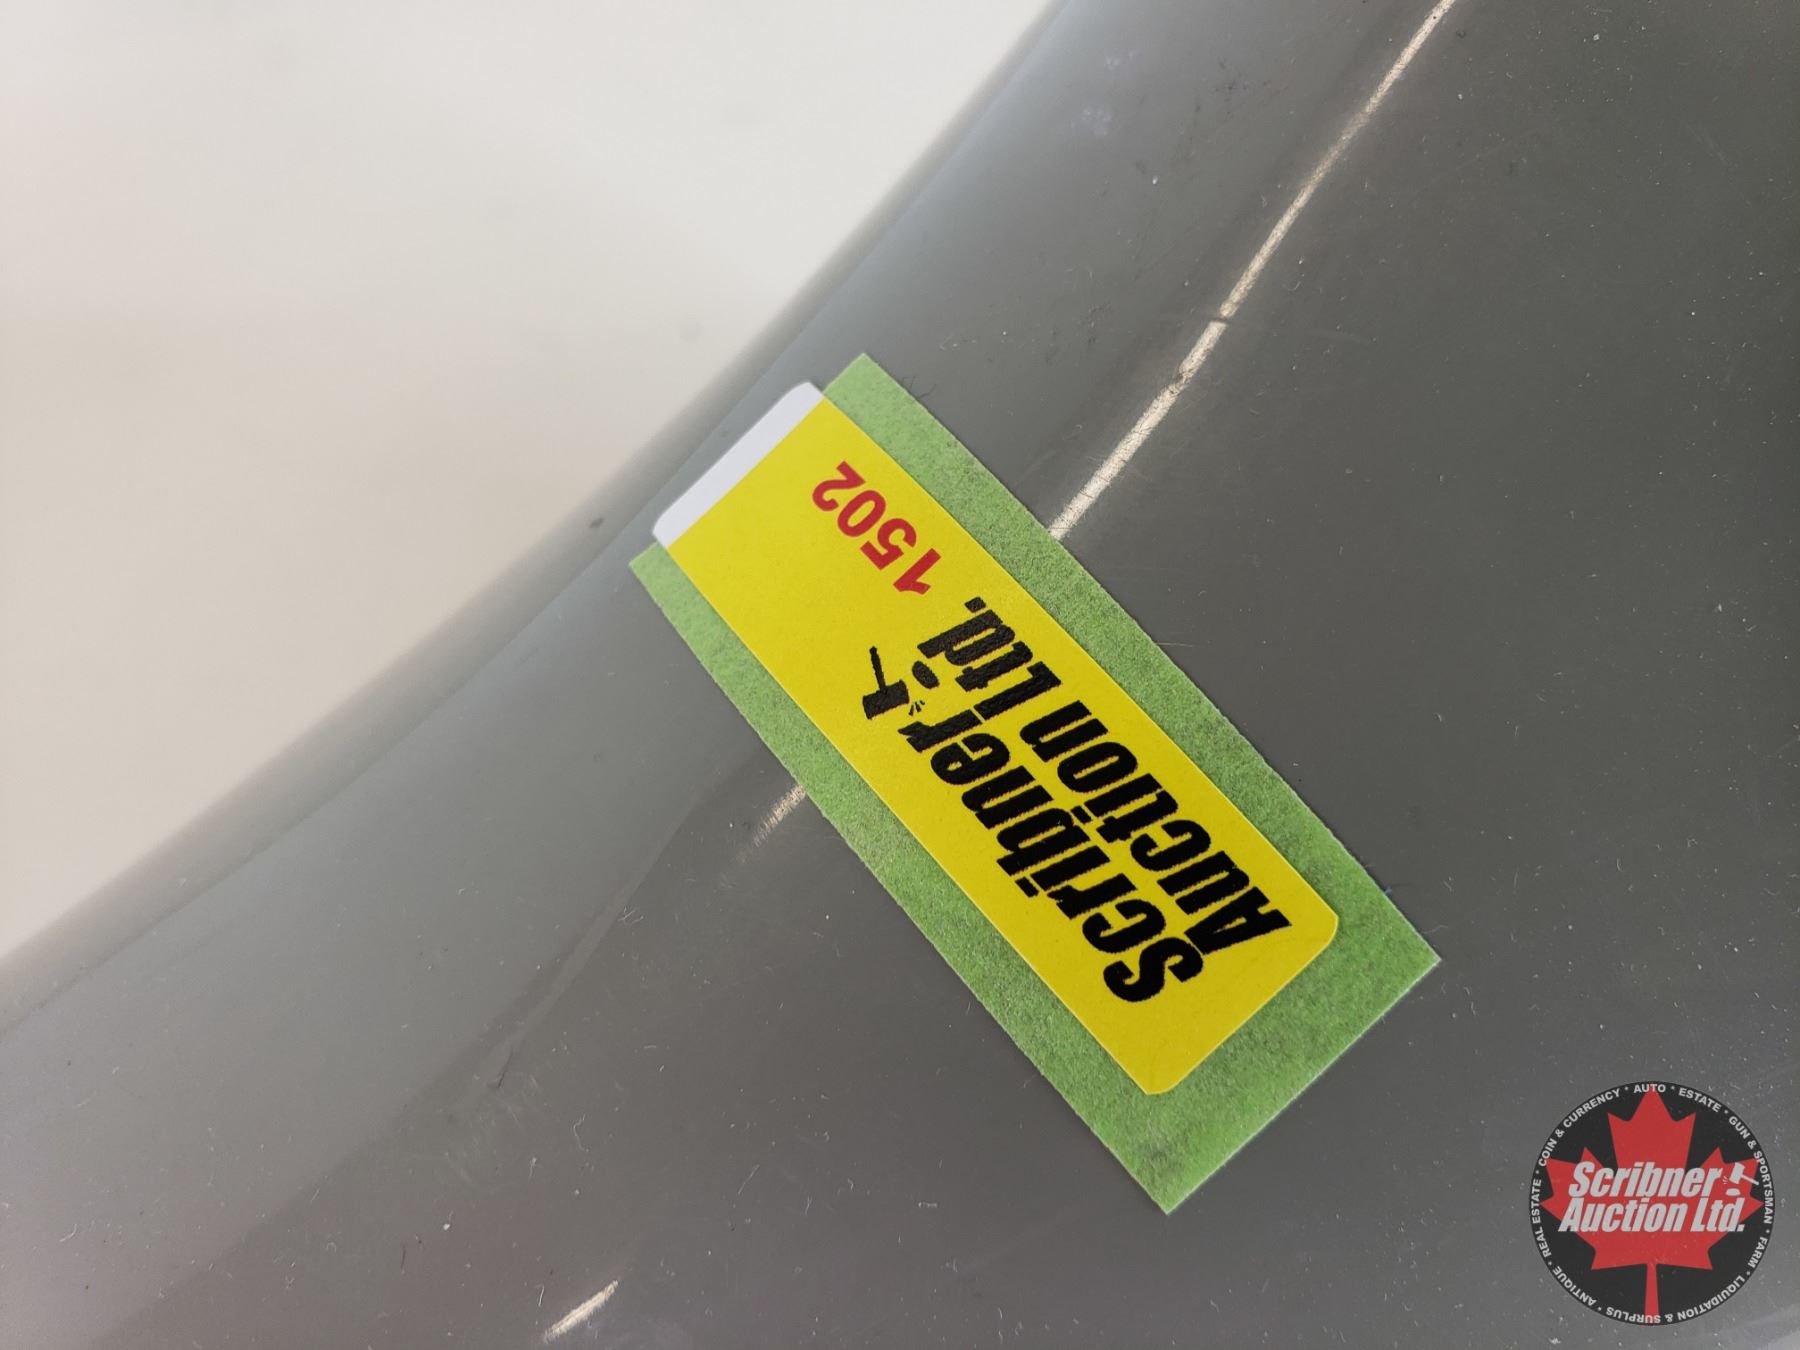 Scribner
Auction Ltd.
1502
COIN & CURRENCY * AUTO * ESTATE * GUN & SPORTSMAN * FARM * LIQUIDATION & SURPLUS * ANTIQUE * REAL ESTATE *
Scribner
Auction Ltd.